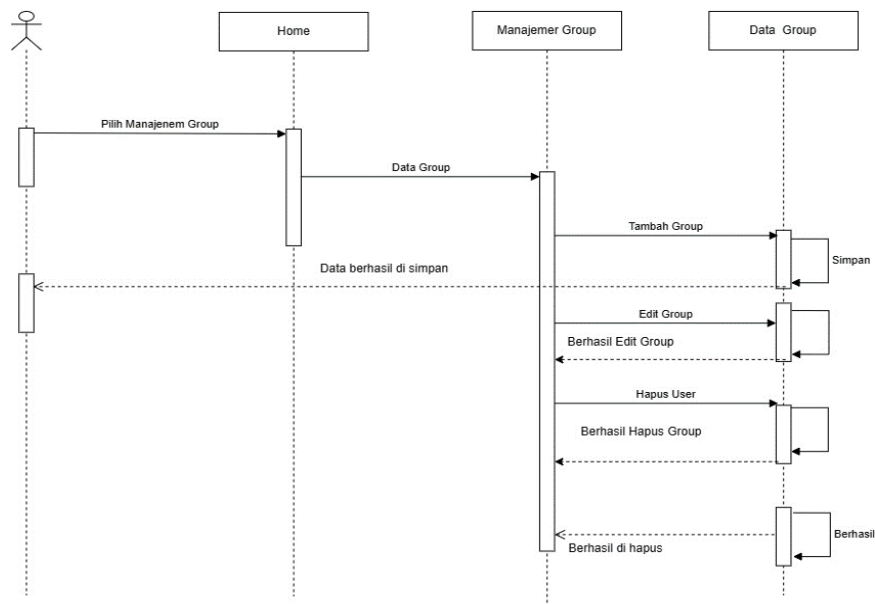 Home
Manajemer Group
Data Group
Pilih Manajenem Group
Data Group
Tambah Group
Simpan
Data berhasil di simpan
Edit Group
Berhasil Edit Group
Hapus User
Berhasil Hapus Group
Berhasil
Berhasil di hapus